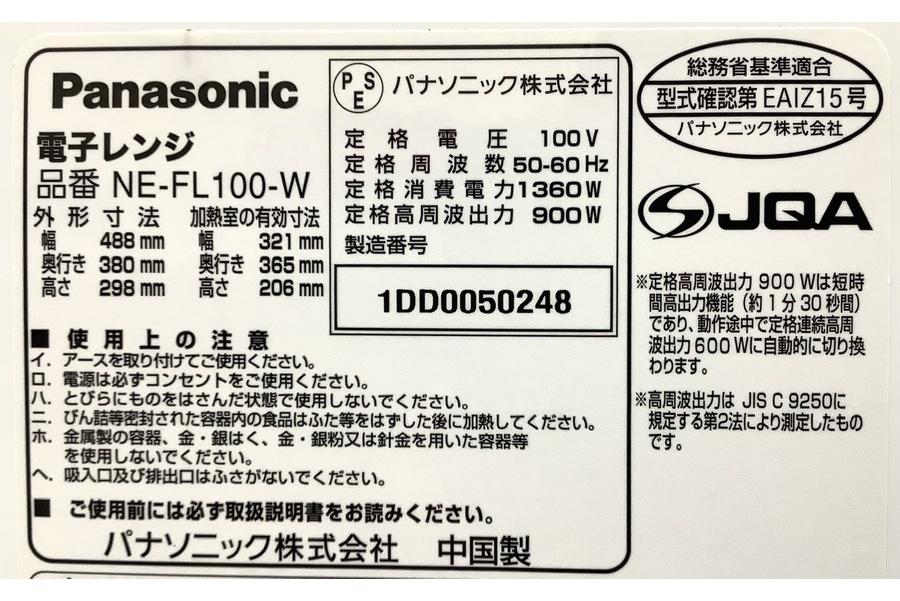 Panasonic
電子レンジ
品番 NE-FL100-W
外形寸法 加熱室の有効寸法
幅 488 mm 幅 321 mm
奥行き 380 mm 奥行き 365 mm
高さ 298 mm 高さ 206 mm
PSE パナソニック株式会社
定格電圧 100V
定格周波数 50-60Hz
定格消費電力 1360W
定格高周波出力 900W
製造番号
1DD0050248
■ 使用上の注意
イ. アースを取り付けてご使用ください。
ロ. 電源は必ずコンセントをご使用ください。
ハ. とびらにものをはさんだ状態で使用しないでください。
ニ. びん詰等密封された容器内の食品はふた等をはずした後に加熱してください。
ホ. 金属製の容器、金・銀はく、金・銀粉又は針金を用いた容器等
を使用しないでください。
ヘ. 吸入口及び排出口はふさがないでください。
■ ご使用前には必ず取扱説明書をお読みください。
パナソニック株式会社 中国製
総務省基準適合
型式確認第 EAIZ15 号
パナソニック株式会社
JQA
※定格高周波出力 900 Wは短時
間高出力機能（約１分30秒間）
であり、動作途中で定格連続高周
波出力600 Wに自動的に切り換
わります。
※高周波出力は JIS C 9250に
規定する第2法により測定したもの
です。